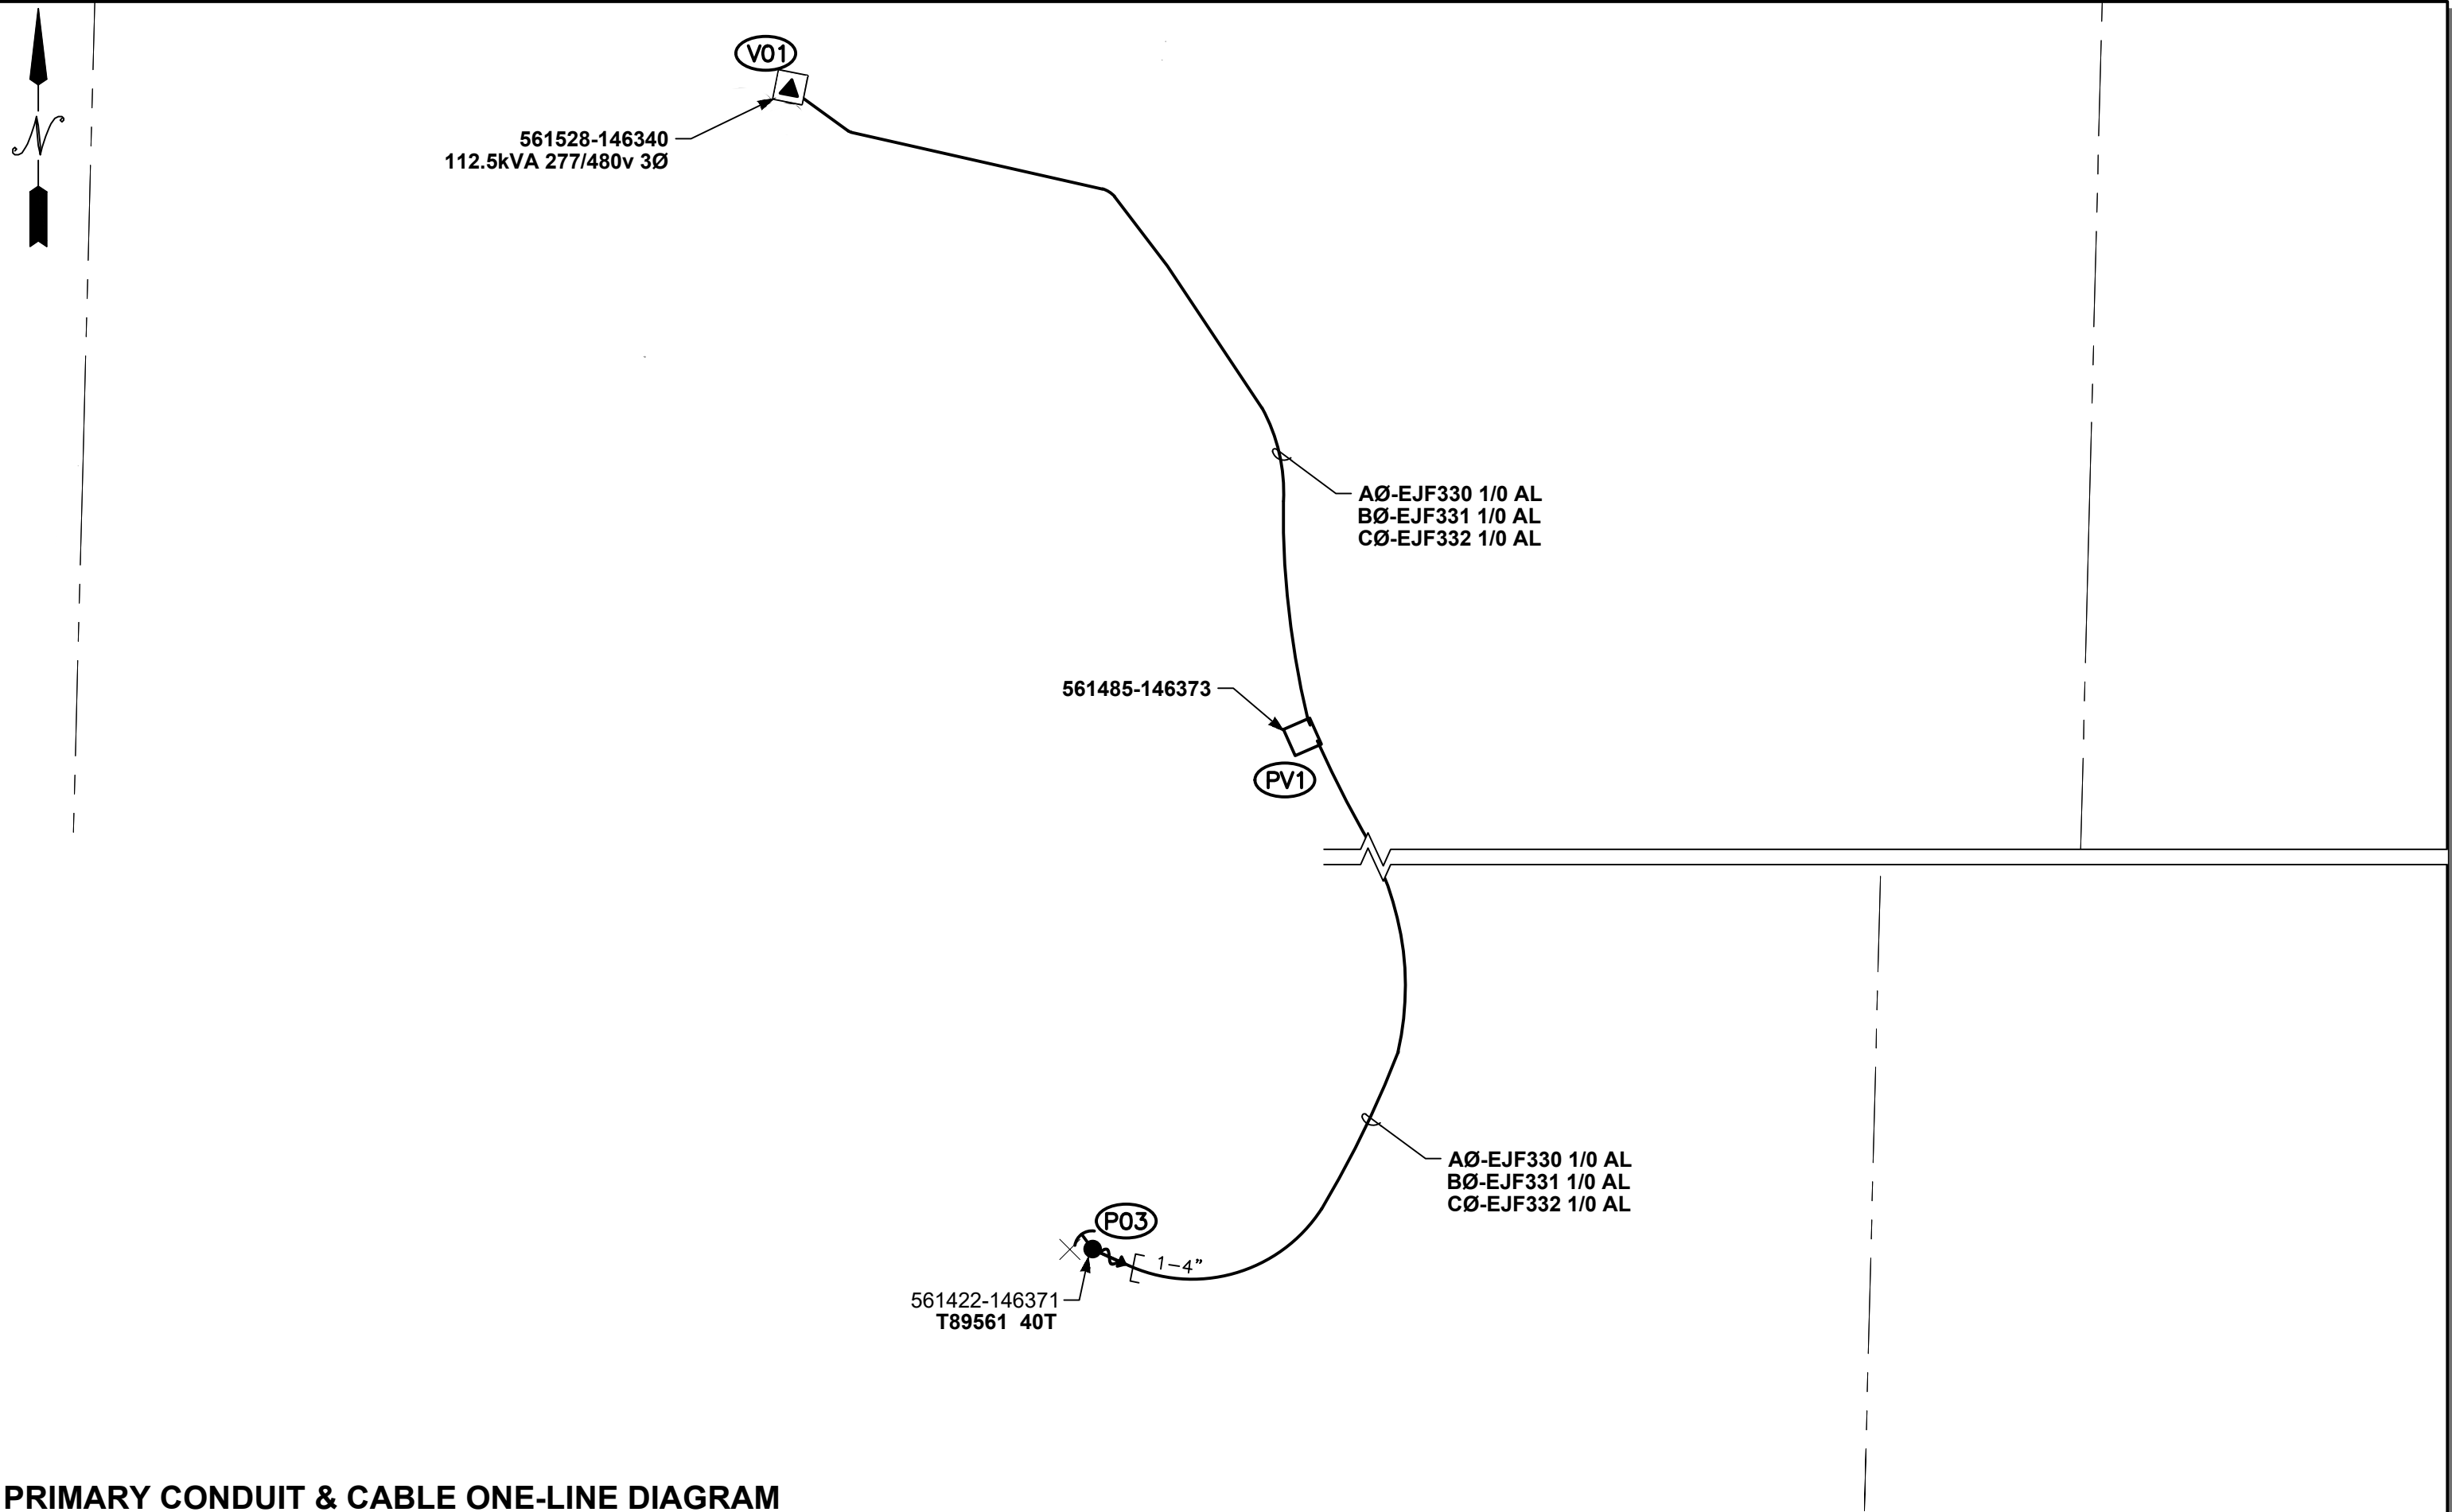 V01
N
561528-146340
112.5kVA 277/480v 3Ø
AØ-EJF330 1/0 AL
BØ-EJF331 1/0 AL
CØ-EJF332 1/0 AL
561485-146373
PV1
AØ-EJF330 1/0 AL
BØ-EJF331 1/0 AL
CØ-EJF332 1/0 AL
P03
1-4"
561422-146371
T89561 40T
PRIMARY CONDUIT & CABLE ONE-LINE DIAGRAM